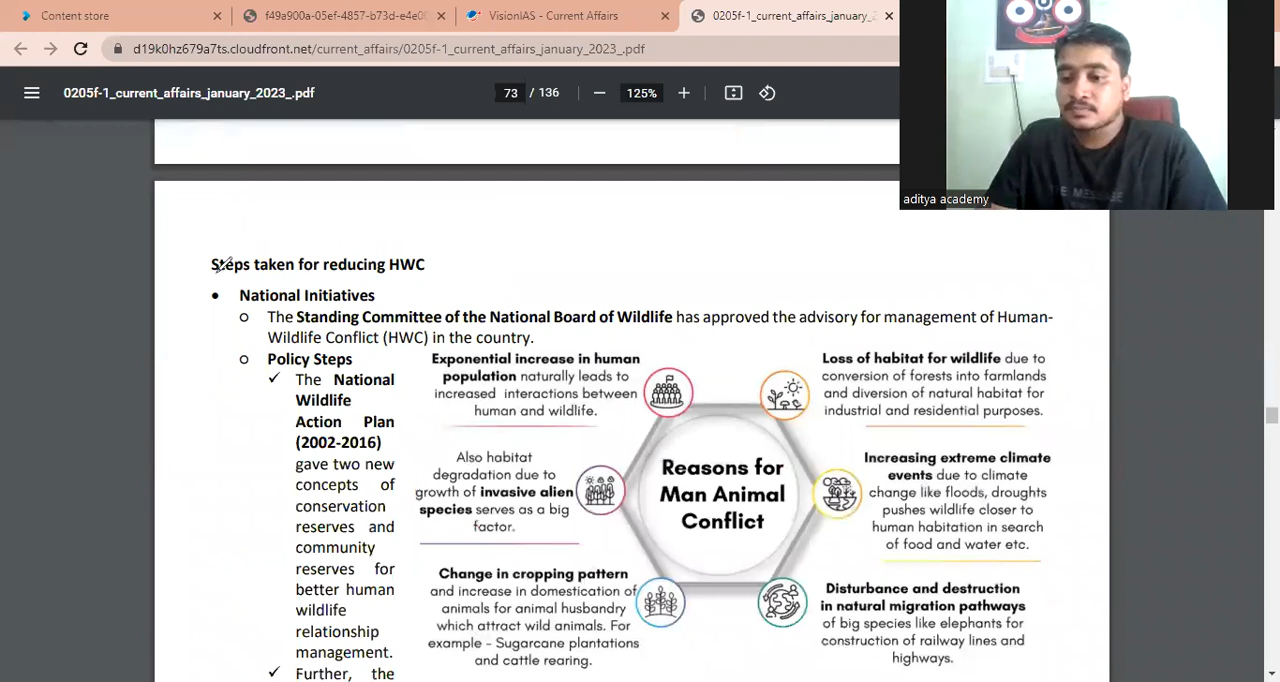 Content store
f49a900a-05ef-4857-b73d-e4e0
VisionIAS - Current Affairs
0205f-1_current_affairs_january_2
d19k0hz679a7ts.cloudfront.net/current_affairs/0205f-1_current_affairs_january_2023_.pdf
0205f-1_current_affairs_january_2023_.pdf
73 / 136
125%
aditya academy
Steps taken for reducing HWC
• National Initiatives
o The Standing Committee of the National Board of Wildlife has approved the advisory for management of Human-
Wildlife Conflict (HWC) in the country.
o Policy Steps
✓ The National
Wildlife
Action Plan
(2002-2016)
gave two new
concepts of
conservation
reserves and
community
reserves for
better human
wildlife
relationship
management.
✓ Further, the
Exponential increase in human
population naturally leads to
increased interactions between
human and wildlife.
Also habitat
degradation due to
growth of invasive alien
species serves as a big
factor.
Change in cropping pattern
and increase in domestication of
animals for animal husbandry
which attract wild animals. For
example - Sugarcane plantations
and cattle rearing.
Reasons for
Man Animal
Conflict
Loss of habitat for wildlife due to
conversion of forests into farmlands
and diversion of natural habitat for
industrial and residential purposes.
Increasing extreme climate
events due to climate
change like floods, droughts
pushes wildlife closer to
human habitation in search
of food and water etc.
Disturbance and destruction
in natural migration pathways
of big species like elephants for
construction of railway lines and
highways.